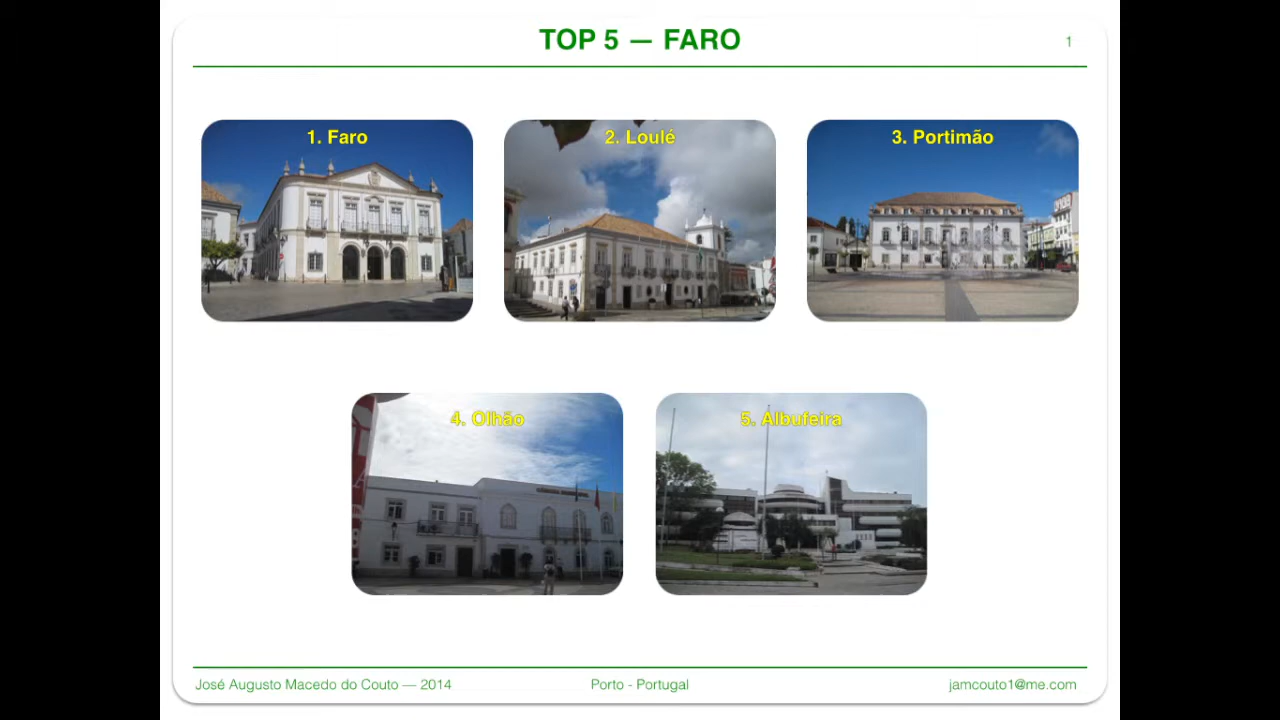 TOP 5 — FARO
1
1. Faro
2. Loulé
3. Portimão
4. Olhão
5. Albufeira
José Augusto Macedo do Couto — 2014
Porto - Portugal
jamcouto1@me.com